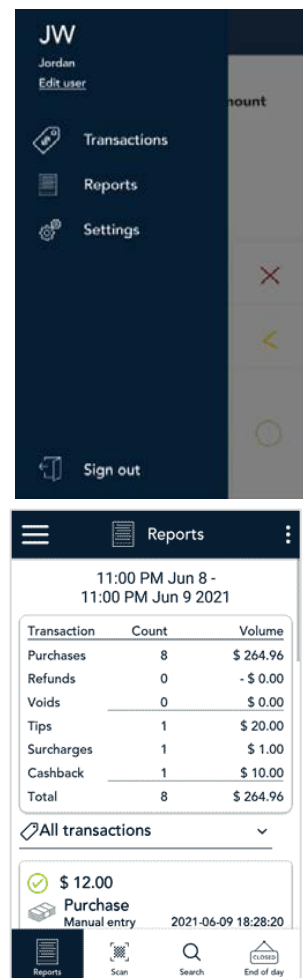 JW
Jordan
Edit user
nount
Transactions
Reports
Settings
Sign out
Reports
11:00 PM Jun 8 -
11:00 PM Jun 9 2021
Transaction Count Volume
Purchases 8 $ 264.96
Refunds 0 - $ 0.00
Voids 0 $ 0.00
Tips 1 $ 20.00
Surcharges 1 $ 1.00
Cashback 1 $ 10.00
Total 8 $ 264.96
All transactions
$ 12.00
Purchase
Manual entry 2021-06-09 18:28:20
CLOSED
Reports Scan Search End of day